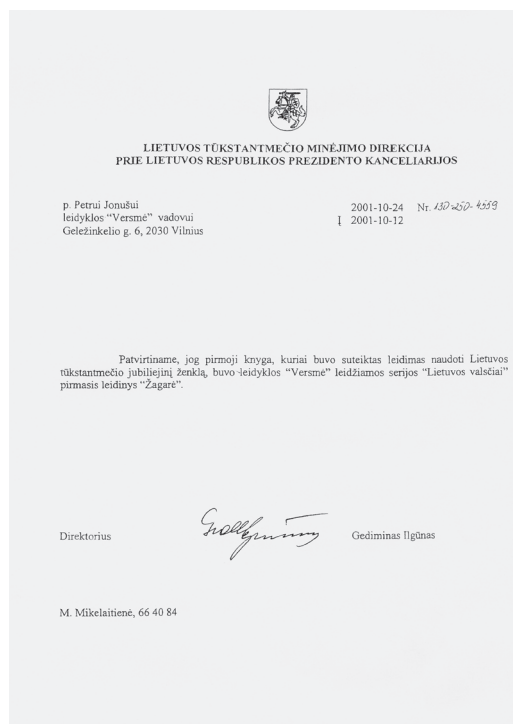 LIETUVOS TŪKSTANTMEČIO MINĖJIMO DIREKCIJA
PRIE LIETUVOS RESPUBLIKOS PREZIDENTO KANCELIARIJOS
p. Petrui Jonušui
leidyklos “Versmė” vadovui
Geležinkelio g. 6, 2030 Vilnius
2001-10-24 Nr. 130-250-4559
Į 2001-10-12
Patvirtiname, jog pirmoji knyga, kuriai buvo suteiktas leidimas naudoti Lietuvos
tūkstantmečio jubiliejinį ženklą, buvo leidyklos “Versmė” leidžiamos serijos “Lietuvos valsčiai”
pirmasis leidinys “Žagarė”.
Direktorius
Gediminas Ilgūnas
M. Mikelaitienė, 66 40 84